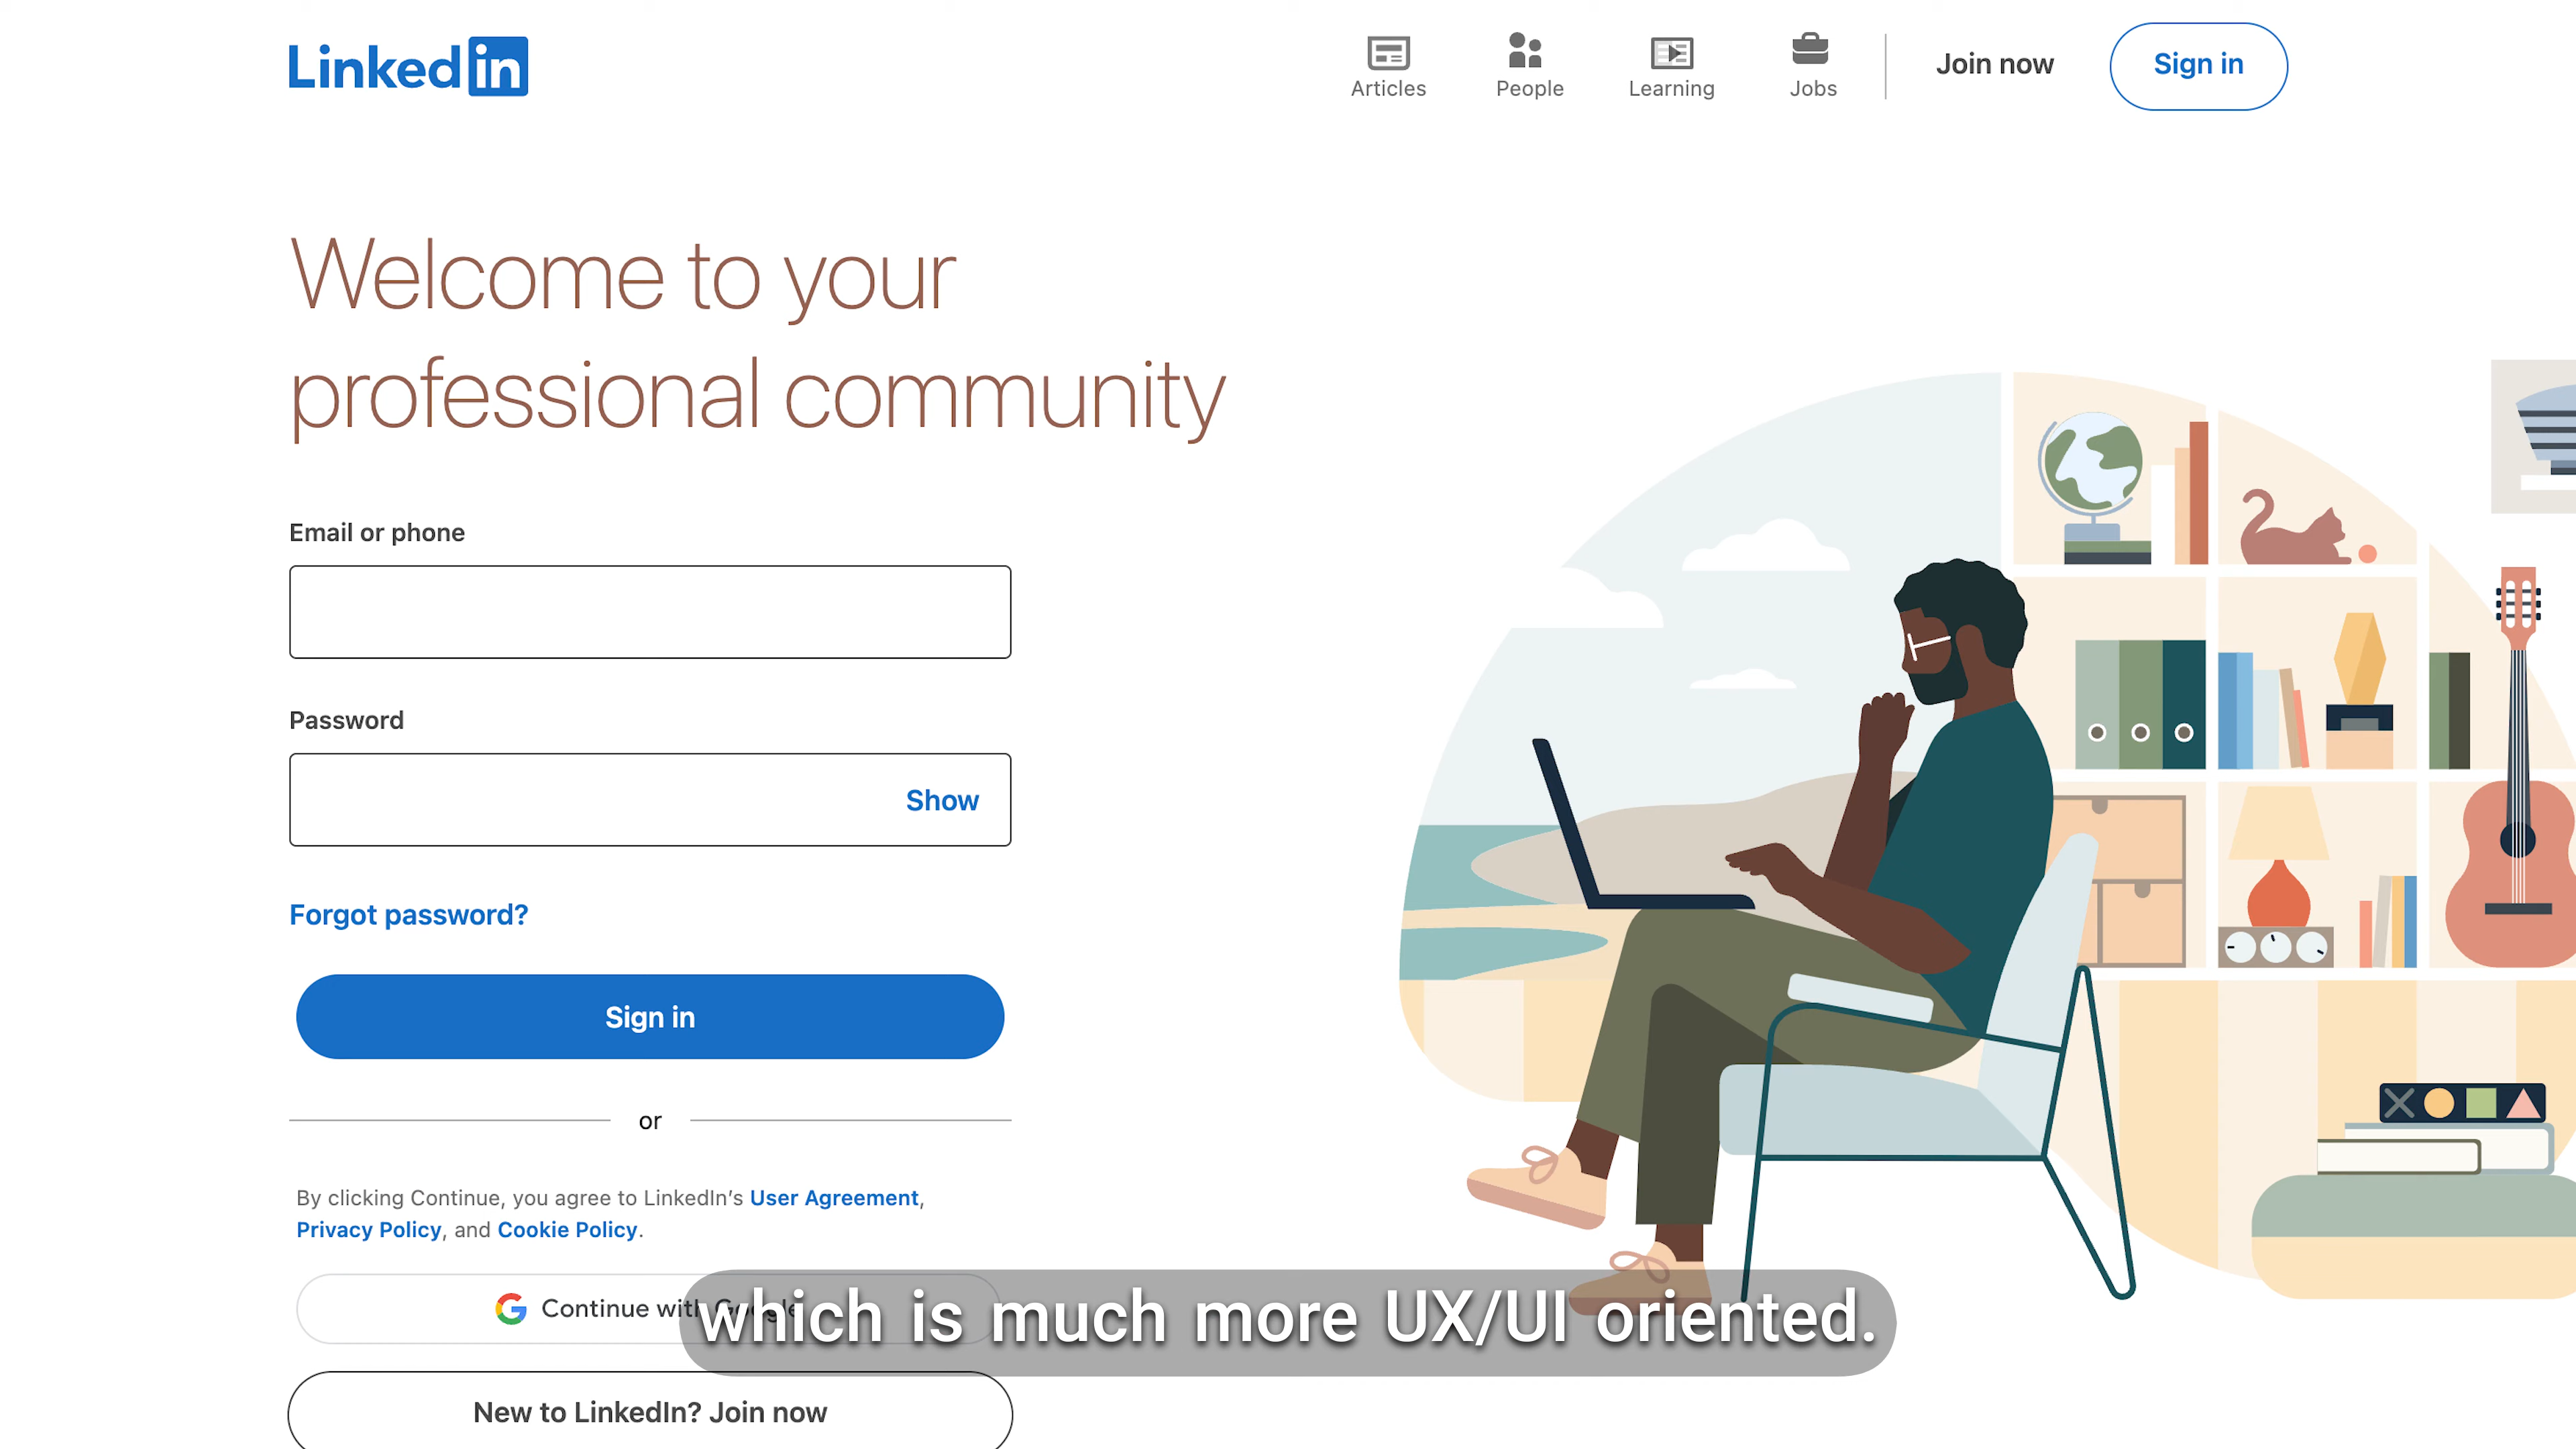 Linked in
Articles
People
Learning
Jobs
Join now
Sign in
Welcome to your
professional community
Email or phone
Password
Show
Forgot password?
Sign in
or
By clicking Continue, you agree to LinkedIn’s User Agreement,
Privacy Policy, and Cookie Policy.
Continue with Google
which is much more UX/UI oriented.
New to LinkedIn? Join now